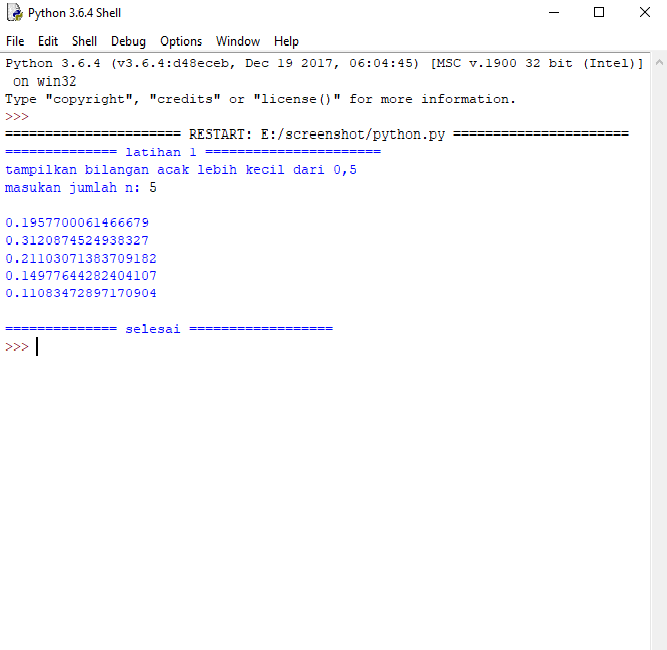 Python 3.6.4 Shell
File Edit Shell Debug Options Window Help
Python 3.6.4 (v3.6.4:d48eceb, Dec 19 2017, 06:04:45) [MSC v.1900 32 bit (Intel)]
on win32
Type "copyright", "credits" or "license()" for more information.
>>>
====================== RESTART: E:/screenshot/python.py ======================
============== latihan 1 ======================
tampilkan bilangan acak lebih kecil dari 0,5
masukan jumlah n: 5
0.1957700061466679
0.3120874524938327
0.21103071383709182
0.14977644282404107
0.11083472897170904
============== selesai ==================
>>>